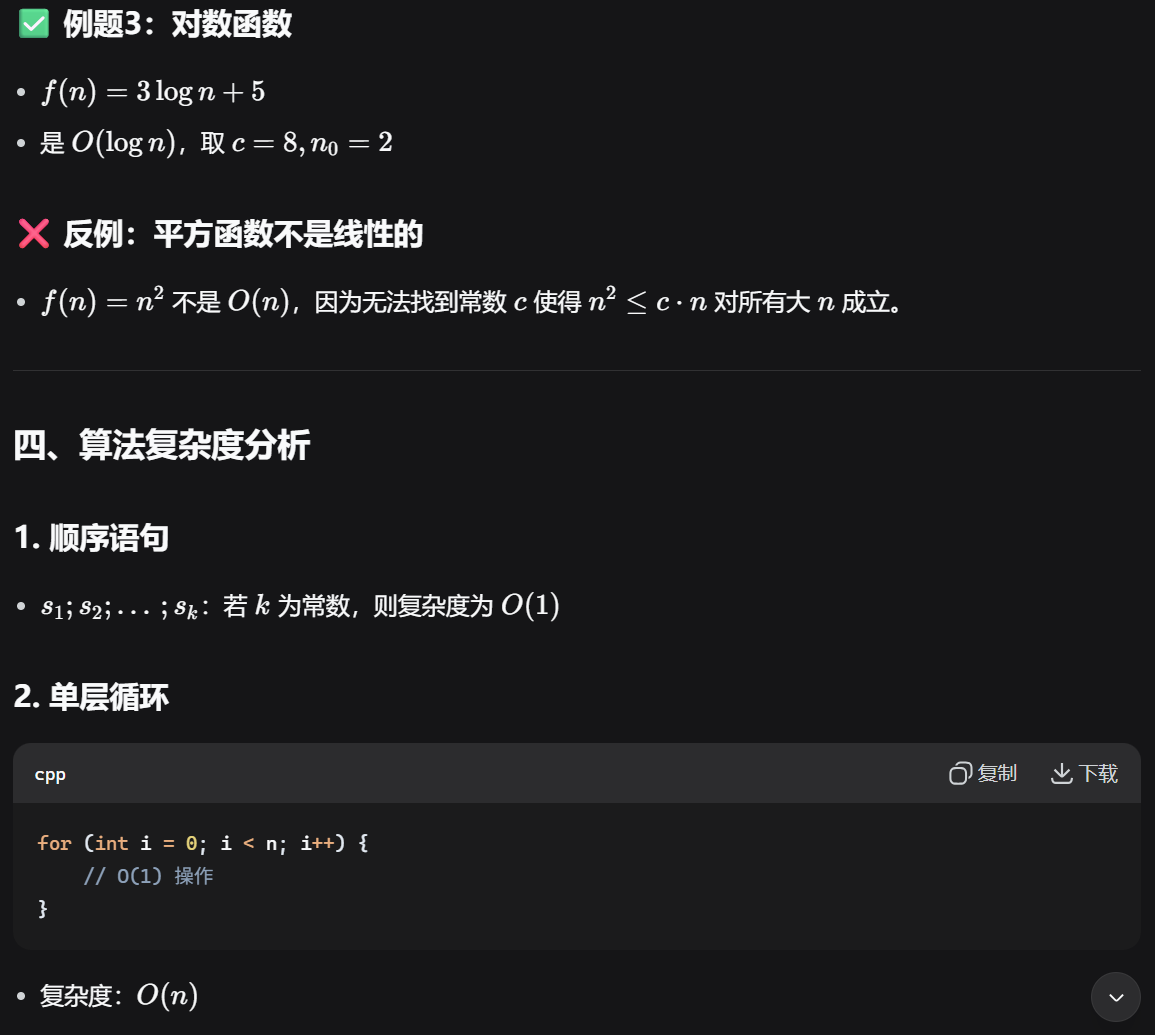 ✅ 例题3：对数函数
• f(n) = 3 log n + 5
• 是 O(log n)，取 c = 8, n₀ = 2
❌ 反例：平方函数不是线性的
• f(n) = n² 不是 O(n)，因为无法找到常数 c 使得 n² ≤ c · n 对所有大 n 成立。
四、算法复杂度分析
1. 顺序语句
• s₁; s₂; … ; sₖ：若 k 为常数，则复杂度为 O(1)
2. 单层循环
cpp 复制 下载
for (int i = 0; i < n; i++) {
    // O(1) 操作
}
• 复杂度：O(n)